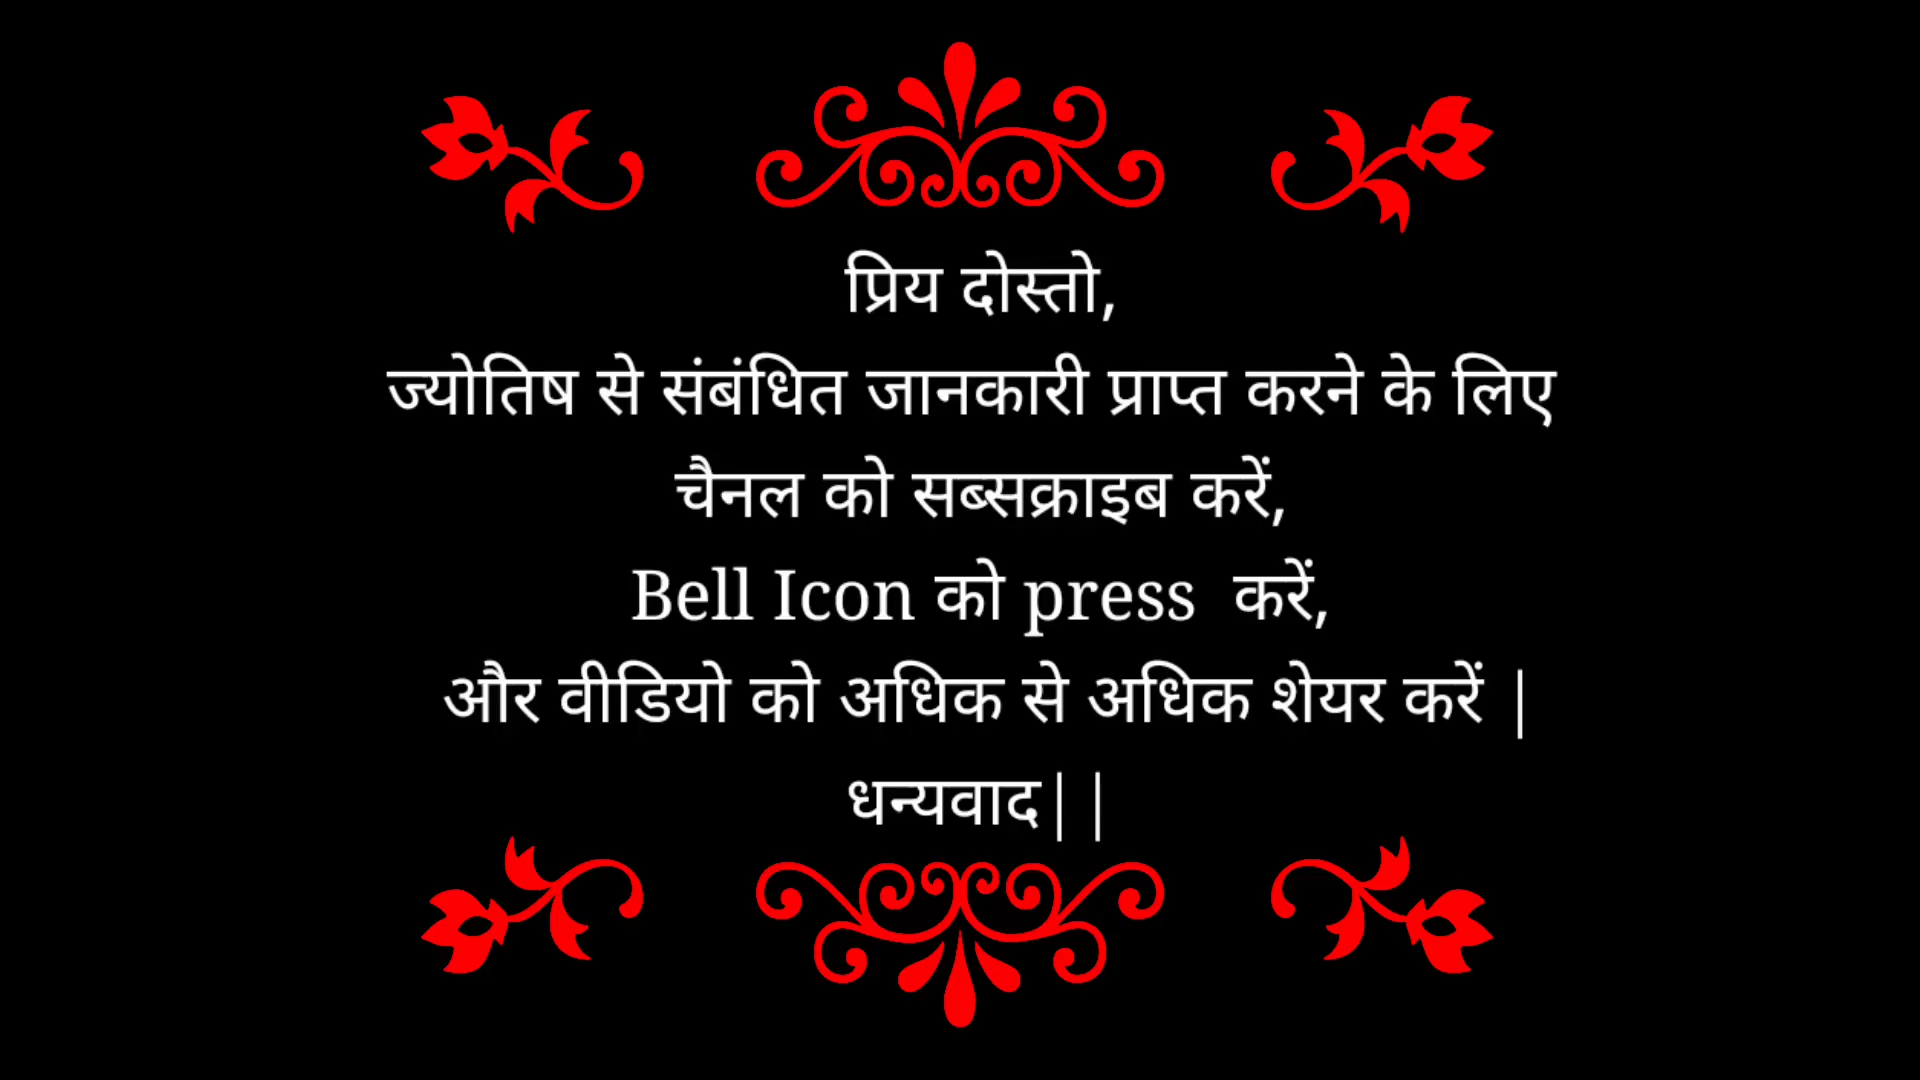 प्रिय दोस्तो,
ज्योतिष से संबंधित जानकारी प्राप्त करने के लिए
चैनल को सब्सक्राइब करें,
Bell Icon को press  करें,
और वीडियो को अधिक से अधिक शेयर करें |
धन्यवाद||